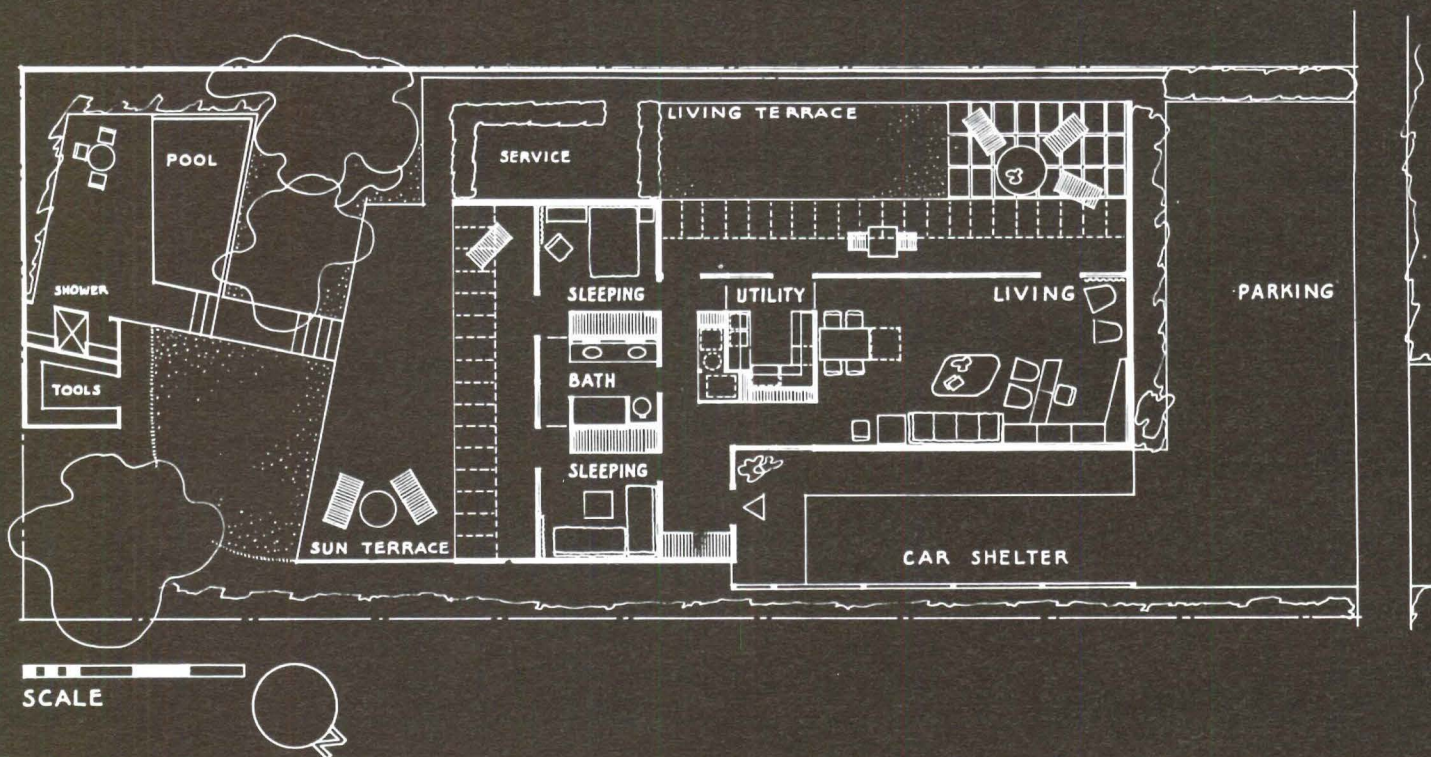 LIVING TERRACE
POOL
SERVICE
SHOWER
SLEEPING
UTILITY
LIVING
PARKING
BATH
TOOLS
SLEEPING
SUN TERRACE
CAR SHELTER
SCALE